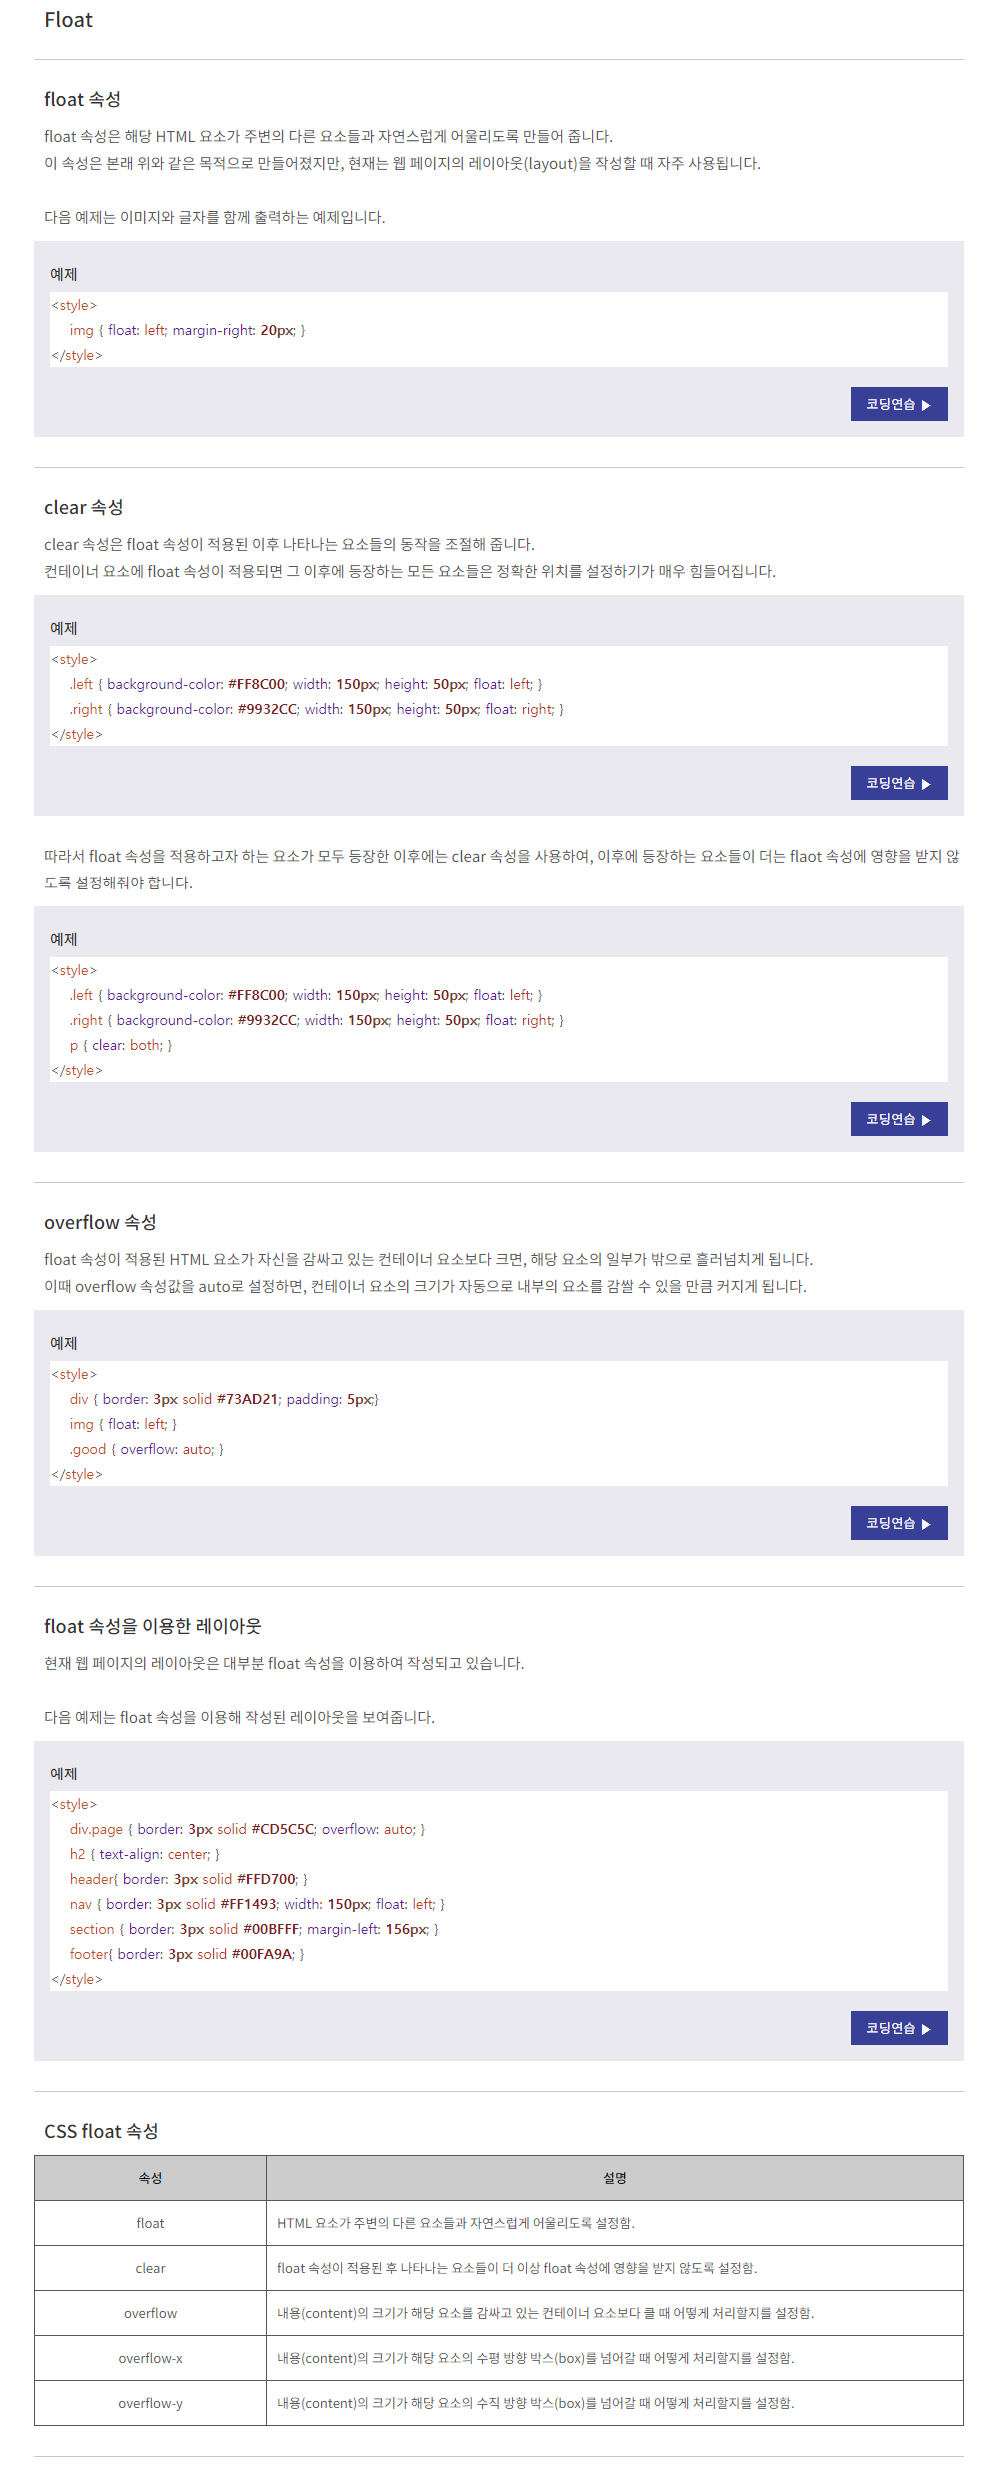 Float
float 속성
float 속성은 해당 HTML 요소가 주변의 다른 요소들과 자연스럽게 어울리도록 만들어 줍니다.
이 속성은 본래 위와 같은 목적으로 만들어졌지만, 현재는 웹 페이지의 레이아웃(layout)을 작성할 때 자주 사용됩니다.
다음 예제는 이미지와 글자를 함께 출력하는 예제입니다.
예제
<style>
img { float: left; margin-right: 20px; }
</style>
코딩연습 ▶
clear 속성
clear 속성은 float 속성이 적용된 이후 나타나는 요소들의 동작을 조절해 줍니다.
컨테이너 요소에 float 속성이 적용되면 그 이후에 등장하는 모든 요소들은 정확한 위치를 설정하기가 매우 힘들어집니다.
예제
<style>
.left { background-color: #FF8C00; width: 150px; height: 50px; float: left; }
.right { background-color: #9932CC; width: 150px; height: 50px; float: right; }
</style>
코딩연습 ▶
따라서 float 속성을 적용하고자 하는 요소가 모두 등장한 이후에는 clear 속성을 사용하여, 이후에 등장하는 요소들이 더는 flaot 속성에 영향을 받지 않
도록 설정해줘야 합니다.
예제
<style>
.left { background-color: #FF8C00; width: 150px; height: 50px; float: left; }
.right { background-color: #9932CC; width: 150px; height: 50px; float: right; }
p { clear: both; }
</style>
코딩연습 ▶
overflow 속성
float 속성이 적용된 HTML 요소가 자신을 감싸고 있는 컨테이너 요소보다 크면, 해당 요소의 일부가 밖으로 흘러넘치게 됩니다.
이때 overflow 속성값을 auto로 설정하면, 컨테이너 요소의 크기가 자동으로 내부의 요소를 감쌀 수 있을 만큼 커지게 됩니다.
예제
<style>
div { border: 3px solid #73AD21; padding: 5px;}
img { float: left; }
.good { overflow: auto; }
</style>
코딩연습 ▶
float 속성을 이용한 레이아웃
현재 웹 페이지의 레이아웃은 대부분 float 속성을 이용하여 작성되고 있습니다.
다음 예제는 float 속성을 이용해 작성된 레이아웃을 보여줍니다.
예제
<style>
div.page { border: 3px solid #CD5C5C; overflow: auto; }
h2 { text-align: center; }
header{ border: 3px solid #FFD700; }
nav { border: 3px solid #FF1493; width: 150px; float: left; }
section { border: 3px solid #00BFFF; margin-left: 156px; }
footer{ border: 3px solid #00FA9A; }
</style>
코딩연습 ▶
CSS float 속성
속성 설명
float HTML 요소가 주변의 다른 요소들과 자연스럽게 어울리도록 설정함.
clear float 속성이 적용된 후 나타나는 요소들이 더 이상 float 속성에 영향을 받지 않도록 설정함.
overflow 내용(content)의 크기가 해당 요소를 감싸고 있는 컨테이너 요소보다 클 때 어떻게 처리할지를 설정함.
overflow-x 내용(content)의 크기가 해당 요소의 수평 방향 박스(box)를 넘어갈 때 어떻게 처리할지를 설정함.
overflow-y 내용(content)의 크기가 해당 요소의 수직 방향 박스(box)를 넘어갈 때 어떻게 처리할지를 설정함.